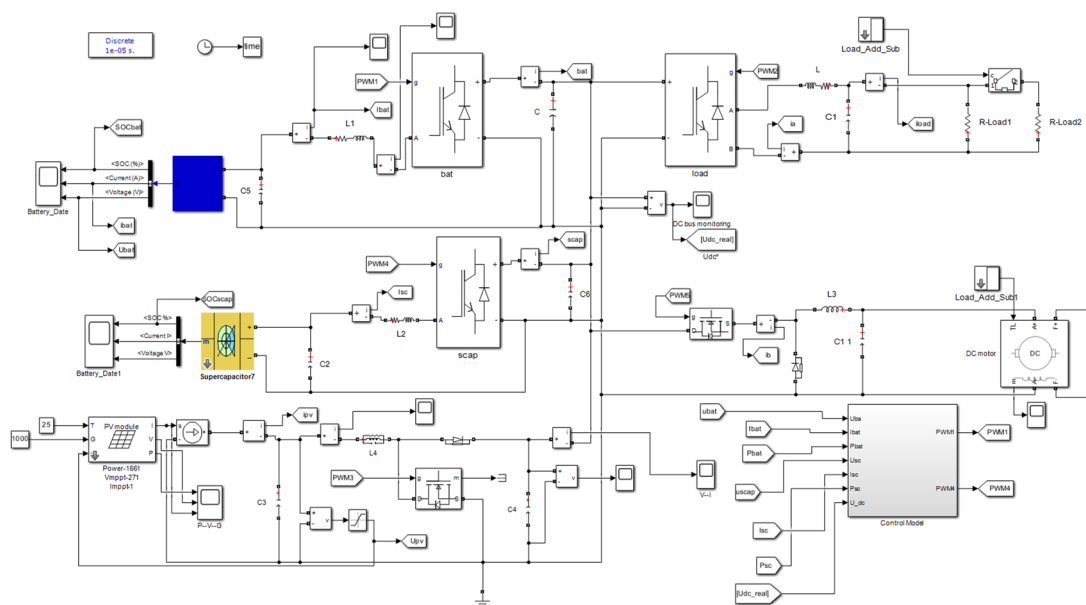 Discrete
1e-05 s.
time
PWM1
Ibat
L1
bat
bat
C
PWM2
load
ia
L
C1
iload
Load_Add_Sub
R-Load1
R-Load2
SOCbat
<SOC (%)>
<Current (A)>
<Voltage (V)>
Battery_Date
ibat
Ubat
C5
DC bus monitoring
[Udc_real]
Udc*
PWM4
scap
scap
Isc
L2
C6
SOCscap
<SOC %>
<Current I>
<Voltage V>
Battery_Date1
Supercapacitor7
C2
PWM5
ib
L3
C1 1
Load_Add_Sub1
DC motor
DC
TL
A+
F+
m
A-
F-
25
1000
T
G
PV module
I
V
P
Power-1661
Vmppt-271
Imppt-1
P--V--I3
ipv
C3
L4
PWM3
Upv
C4
V--I
ubat
Ibat
Pbat
uscap
Isc
Psc
[Udc_real]
Uba
Ibat
Pbat
Usc
isc
Psc
U_dc
PWM1
PWM4
Control Model
PWM1
PWM4